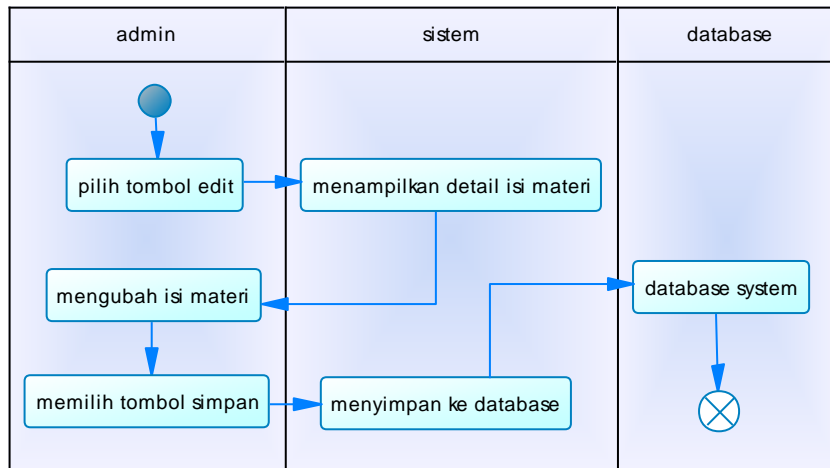 admin
sistem
database
pilih tombol edit
menampilkan detail isi materi
mengubah isi materi
database system
memilih tombol simpan
menyimpan ke database